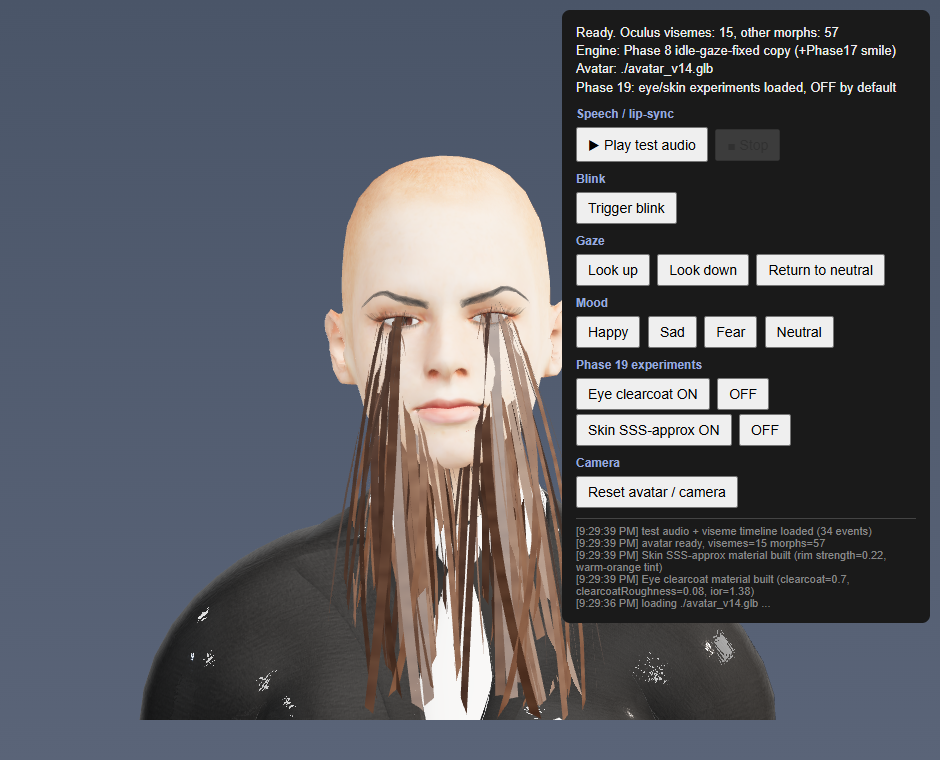 Ready. Oculus visemes: 15, other morphs: 57
Engine: Phase 8 idle-gaze-fixed copy (+Phase17 smile)
Avatar: ./avatar_v14.glb
Phase 19: eye/skin experiments loaded, OFF by default
Speech / lip-sync
▶ Play test audio
■ Stop
Blink
Trigger blink
Gaze
Look up
Look down
Return to neutral
Mood
Happy
Sad
Fear
Neutral
Phase 19 experiments
Eye clearcoat ON
OFF
Skin SSS-approx ON
OFF
Camera
Reset avatar / camera
[9:29:39 PM] test audio + viseme timeline loaded (34 events)
[9:29:39 PM] avatar ready, visemes=15 morphs=57
[9:29:39 PM] Skin SSS-approx material built (rim strength=0.22,
warm-orange tint)
[9:29:39 PM] Eye clearcoat material built (clearcoat=0.7,
clearcoatRoughness=0.08, ior=1.38)
[9:29:36 PM] loading ./avatar_v14.glb ...